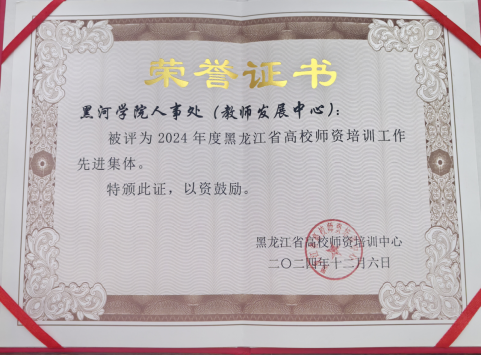 荣誉证书
黑河学院人事处（教师发展中心）：
被评为2024年度黑龙江省高校师资培训工作
先进集体。
特颁此证，以资鼓励。
黑龙江省高校师资培训中心
二〇二四年十二月六日